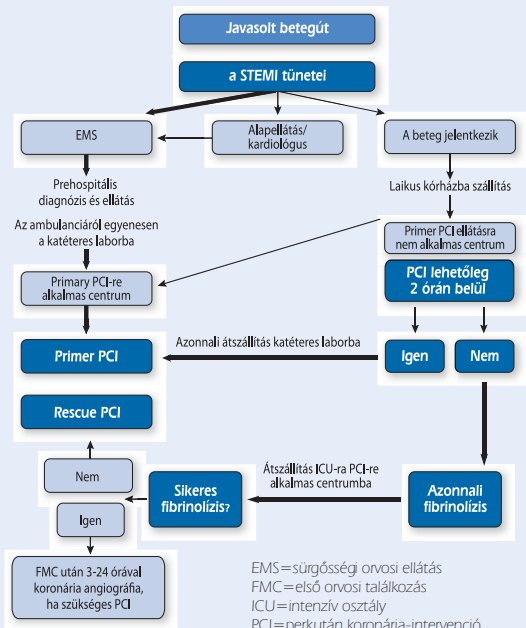 Javasolt betegút
a STEMI tünetei
EMS
Alapellátás/
kardiológus
A beteg jelentkezik
Prehospitális
diagnózis és ellátás
Laikus kórházba szállítás
Az ambulanciáról egyenesen
a katéteres laborba
Primer PCI ellátásra
nem alkalmas centrum
Primary PCI-re
alkalmas centrum
PCI lehetőleg
2 órán belül
Azonnali átszállítás katéteres laborba
Primer PCI
Igen
Nem
Rescue PCI
Nem
Igen
Sikeres
fibrinolízis?
Átszállítás ICU-ra PCI-re
alkalmas centrumba
Azonnali
fibrinolízis
FMC után 3-24 órával
koronária angiográfia,
ha szükséges PCI
EMS=sürgősségi orvosi ellátás
FMC=első orvosi találkozás
ICU=intenzív osztály
PCI=perkután koronária-intervenció